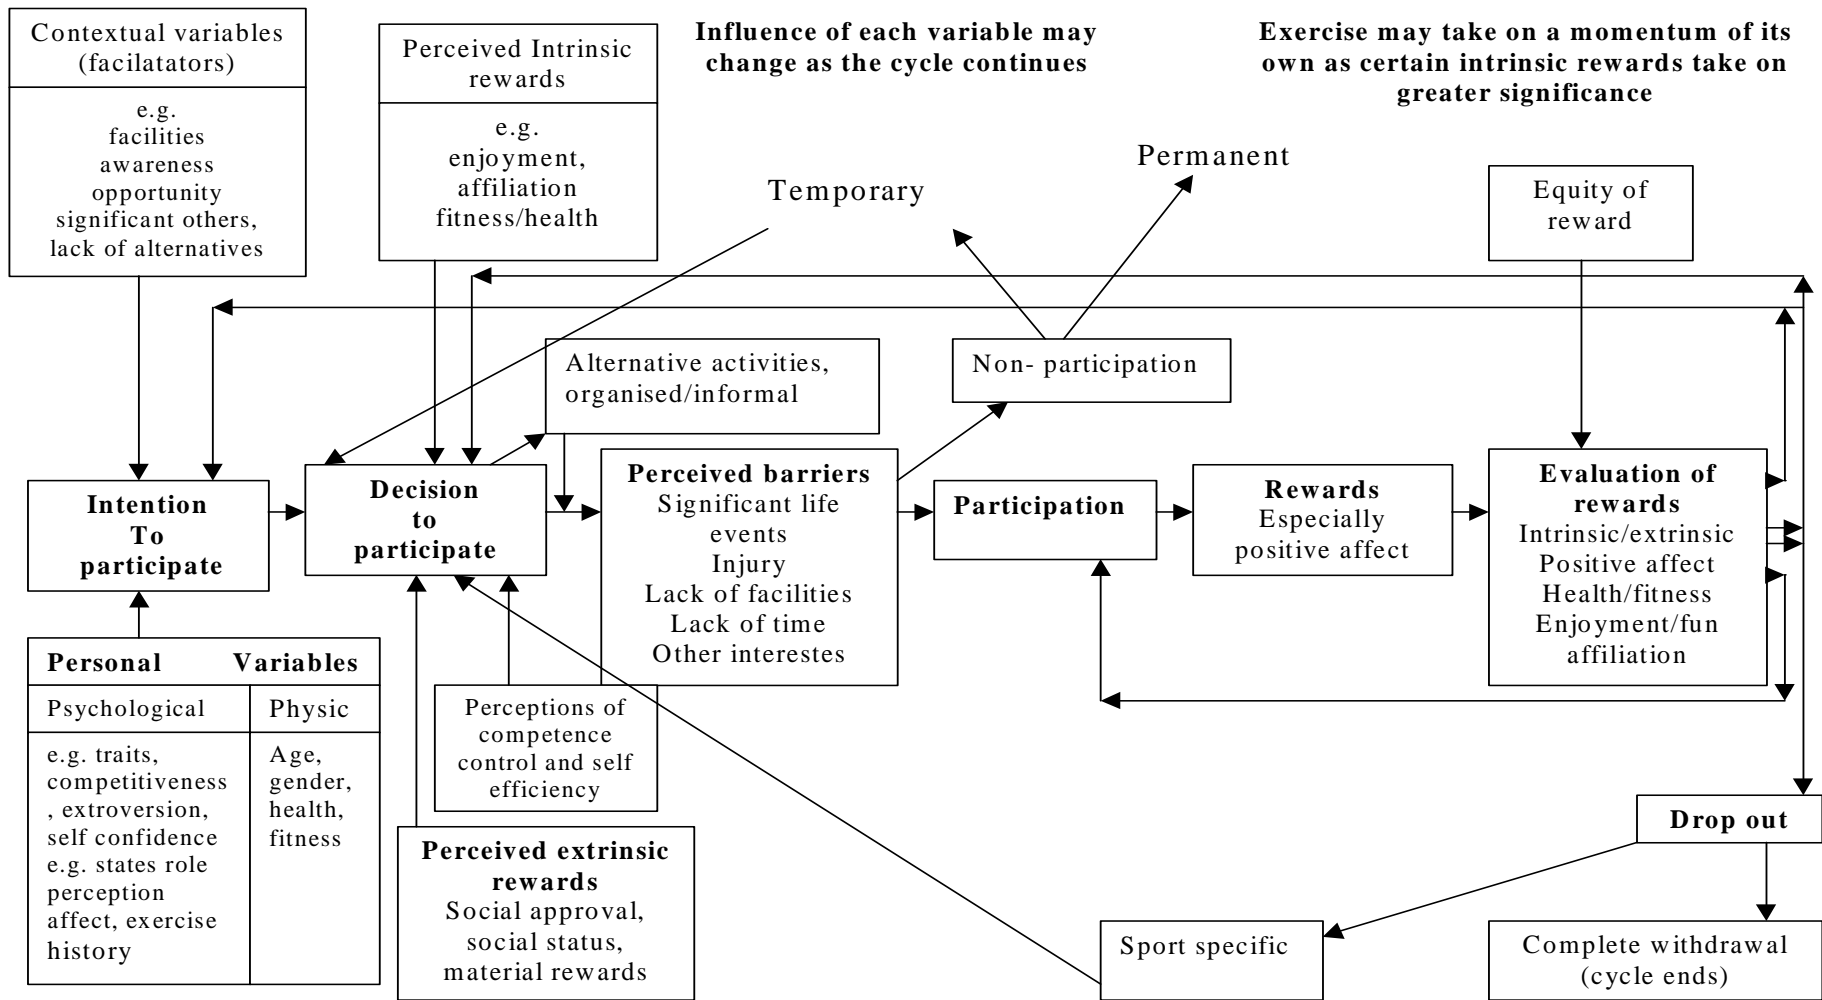 Contextual variables
(facilatators)
e.g.
facilities
awareness
opportunity
significant others,
lack of alternatives
Perceived Intrinsic
rewards
e.g.
enjoyment,
affiliation
fitness/health
Influence of each variable may
change as the cycle continues
Exercise may take on a momentum of its
own as certain intrinsic rewards take on
greater significance
Temporary
Permanent
Equity of
reward
Alternative activities,
organised/informal
Non- participation
Intention
To
participate
Decision
to
participate
Perceived barriers
Significant life
events
Injury
Lack of facilities
Lack of time
Other interestes
Participation
Rewards
Especially
positive affect
Evaluation of
rewards
Intrinsic/extrinsic
Positive affect
Health/fitness
Enjoyment/fun
affiliation
Personal Variables
Psychological
e.g. traits,
competitiveness
, extroversion,
self confidence
e.g. states role
perception
affect, exercise
history
Physic
Age,
gender,
health,
fitness
Perceptions of
competence
control and self
efficiency
Perceived extrinsic
rewards
Social approval,
social status,
material rewards
Drop out
Sport specific
Complete withdrawal
(cycle ends)